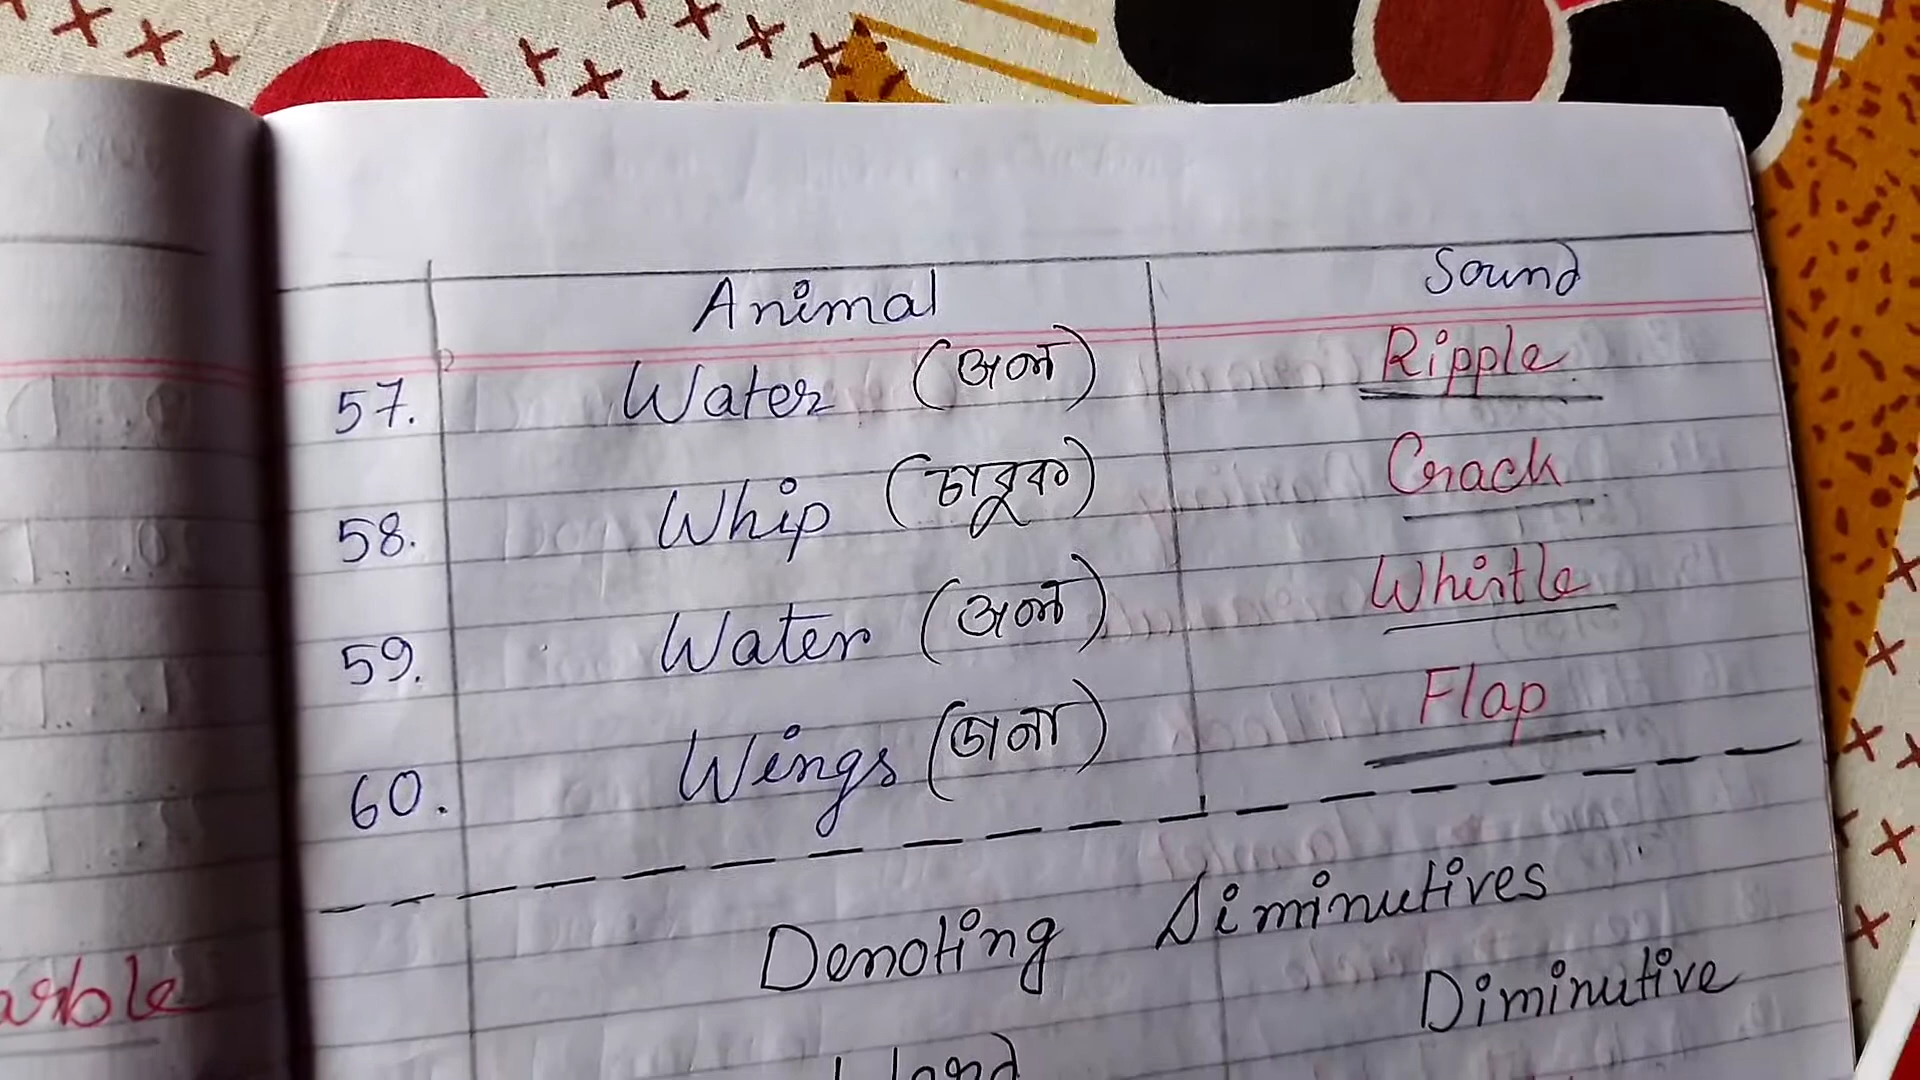 Animal Sound
57. Water (জল) Ripple
58. Whip (চাবুক) Crack
59. Water (জল) Whistle
60. Wings (ডানা) Flap
Denoting Diminutives
Diminutive
arble